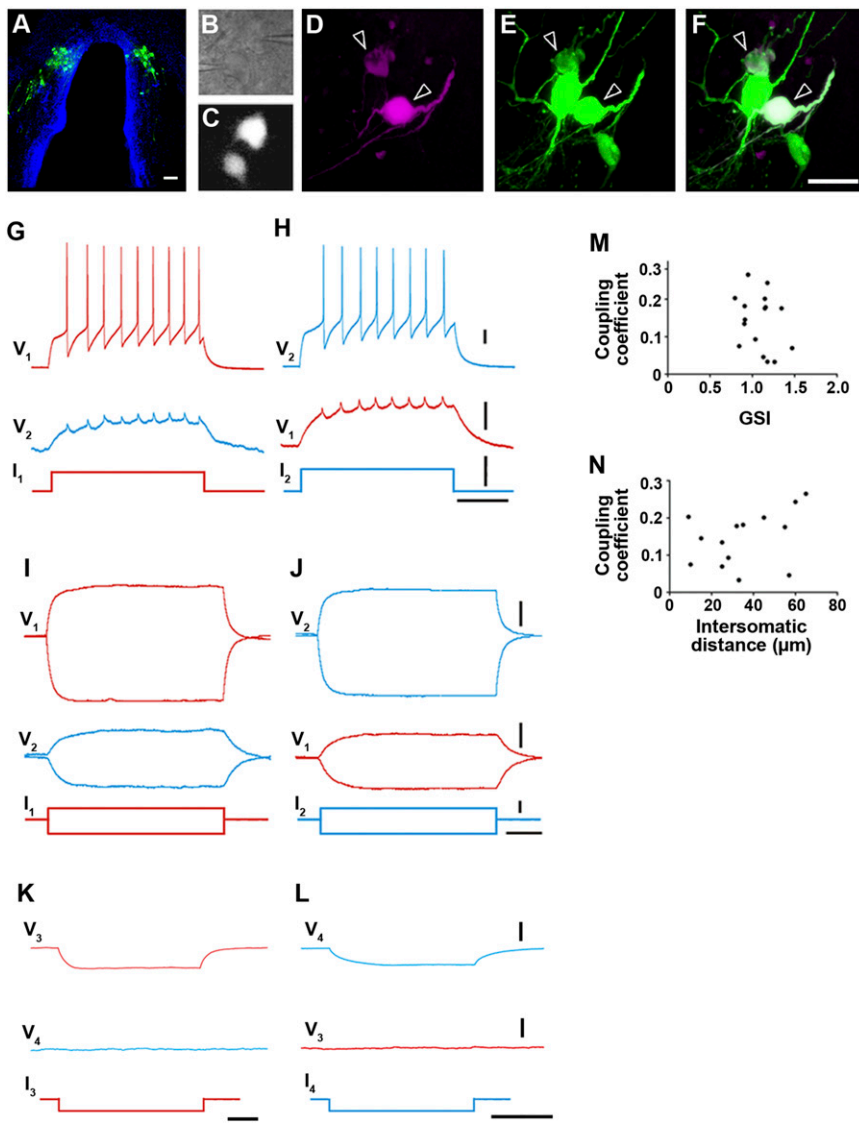 A
B
C
D
E
F
G
H
V1
V2
V2
V1
I1
I2
I
J
V1
V2
V2
V1
I1
I2
K
L
V3
V4
V4
V3
I3
I4
M
Coupling coefficient
0.3
0.2
0.1
0
0
0.5
1.0
1.5
2.0
GSI
N
Coupling coefficient
0.3
0.2
0.1
0
0
20
40
60
80
Intersomatic
distance (µm)